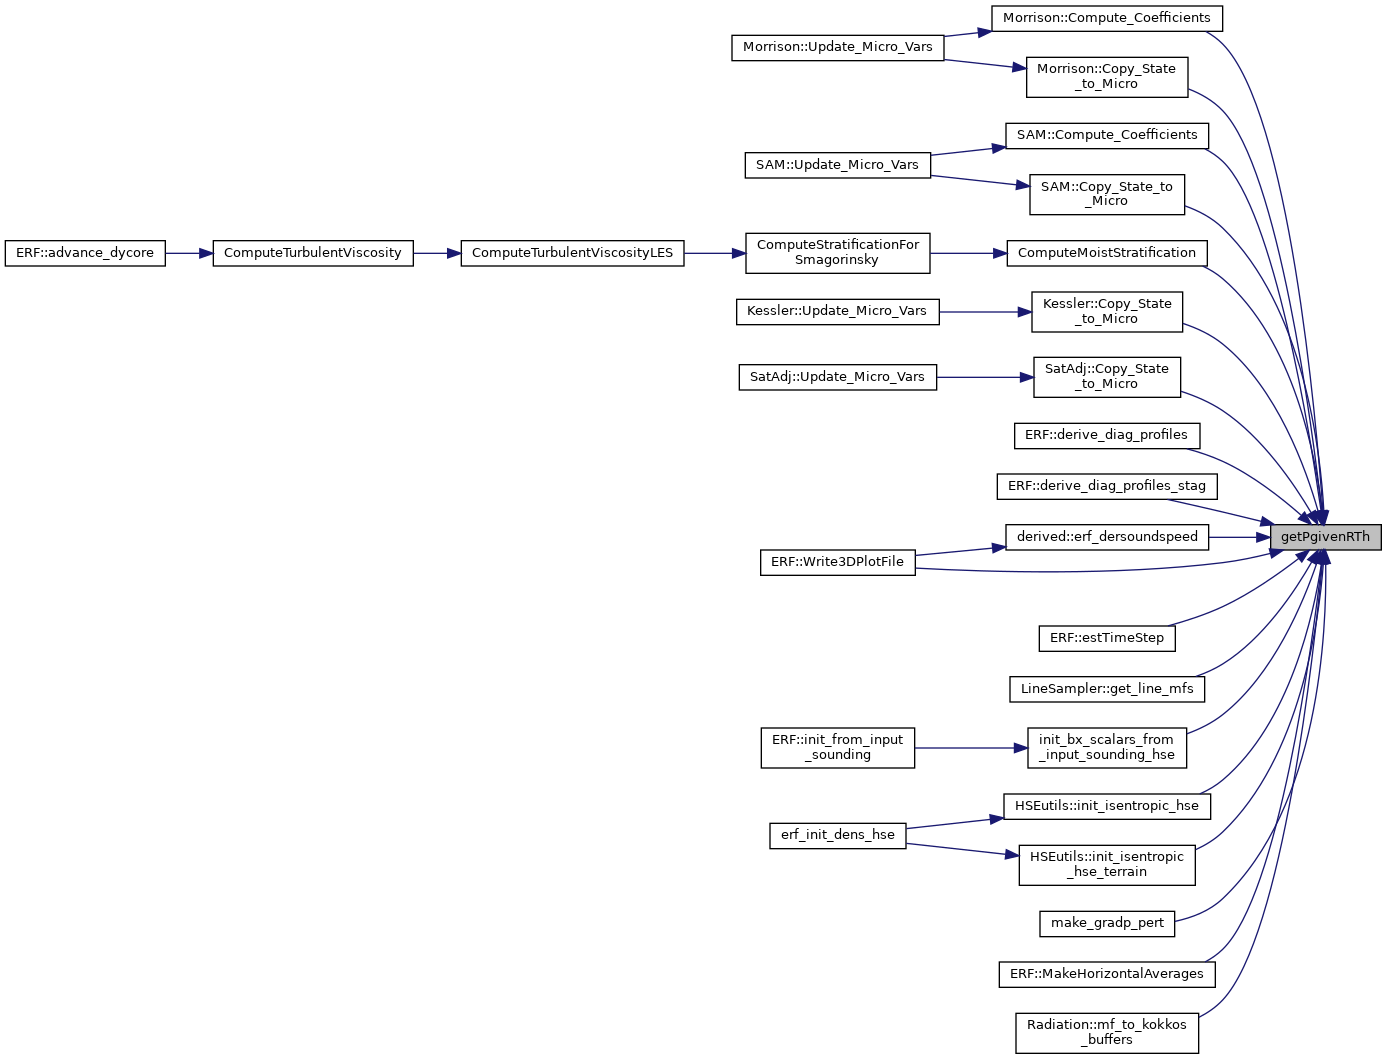 Morrison::Compute_Coefficients
Morrison::Update_Micro_Vars
Morrison::Copy_State
_to_Micro
SAM::Compute_Coefficients
SAM::Update_Micro_Vars
SAM::Copy_State_to
_Micro
ERF::advance_dycore
ComputeTurbulentViscosity
ComputeTurbulentViscosityLES
ComputeStratificationFor
Smagorinsky
ComputeMoistStratification
Kessler::Update_Micro_Vars
Kessler::Copy_State
_to_Micro
SatAdj::Update_Micro_Vars
SatAdj::Copy_State
_to_Micro
ERF::derive_diag_profiles
ERF::derive_diag_profiles_stag
derived::erf_dersoundspeed
getPgivenRTh
ERF::Write3DPlotFile
ERF::estTimeStep
LineSampler::get_line_mfs
ERF::init_from_input
_sounding
init_bx_scalars_from
_input_sounding_hse
HSEutils::init_isentropic_hse
erf_init_dens_hse
HSEutils::init_isentropic
_hse_terrain
make_gradp_pert
ERF::MakeHorizontalAverages
Radiation::mf_to_kokkos
_buffers